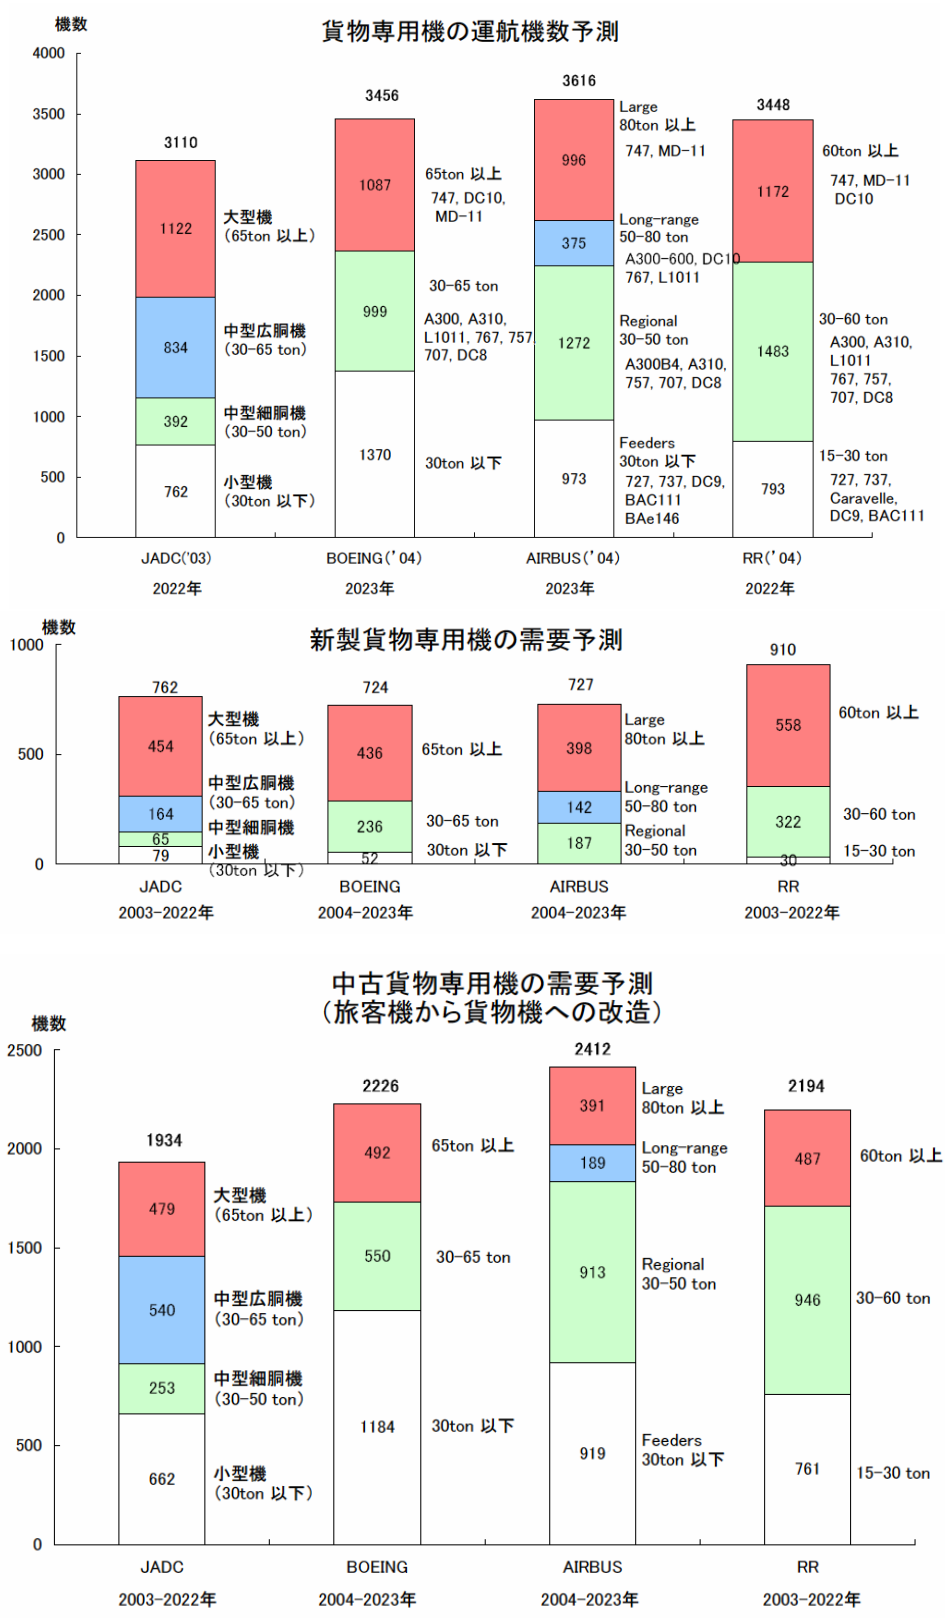 貨物専用機の運航機数予測
機数
4000
3500
3000
2500
2000
1500
1000
500
0
3110
1122
834
392
762
大型機
(65ton 以上)
中型広胴機
(30-65 ton)
中型細胴機
(30-50 ton)
小型機
(30ton 以下)
3456
1087
999
1370
65ton 以上
747, DC10,
MD-11
30-65 ton
A300, A310,
L1011, 767, 757,
707, DC8
30ton 以下
3616
996
375
1272
973
Large
80ton 以上
747, MD-11
Long-range
50-80 ton
A300-600, DC10
767, L1011
Regional
30-50 ton
A300B4, A310,
757, 707, DC8
Feeders
30ton 以下
727, 737, DC9,
BAC111
BAe146
3448
1172
1483
793
60ton 以上
747, MD-11
DC10
30-60 ton
A300, A310,
L1011
767, 757,
707, DC8
15-30 ton
727, 737,
Caravelle,
DC9, BAC111
JADC('03)
2022年
BOEING(’04)
2023年
AIRBUS(’04)
2023年
RR(’04)
2022年
新製貨物専用機の需要予測
機数
1000
500
0
762
454
164
65
79
大型機
(65ton 以上)
中型広胴機
(30-65 ton)
中型細胴機
小型機
(30ton 以下)
724
436
236
52
65ton 以上
30-65 ton
30ton 以下
727
398
142
187
Large
80ton 以上
Long-range
50-80 ton
Regional
30-50 ton
910
558
322
30
60ton 以上
30-60 ton
15-30 ton
JADC
2003-2022年
BOEING
2004-2023年
AIRBUS
2004-2023年
RR
2003-2022年
中古貨物専用機の需要予測
(旅客機から貨物機への改造)
機数
2500
2000
1500
1000
500
0
1934
479
540
253
662
大型機
(65ton 以上)
中型広胴機
(30-65 ton)
中型細胴機
(30-50 ton)
小型機
(30ton 以下)
2226
492
550
1184
65ton 以上
30-65 ton
30ton 以下
2412
391
189
913
919
Large
80ton 以上
Long-range
50-80 ton
Regional
30-50 ton
Feeders
30ton 以下
2194
487
946
761
60ton 以上
30-60 ton
15-30 ton
JADC
2003-2022年
BOEING
2004-2023年
AIRBUS
2004-2023年
RR
2003-2022年